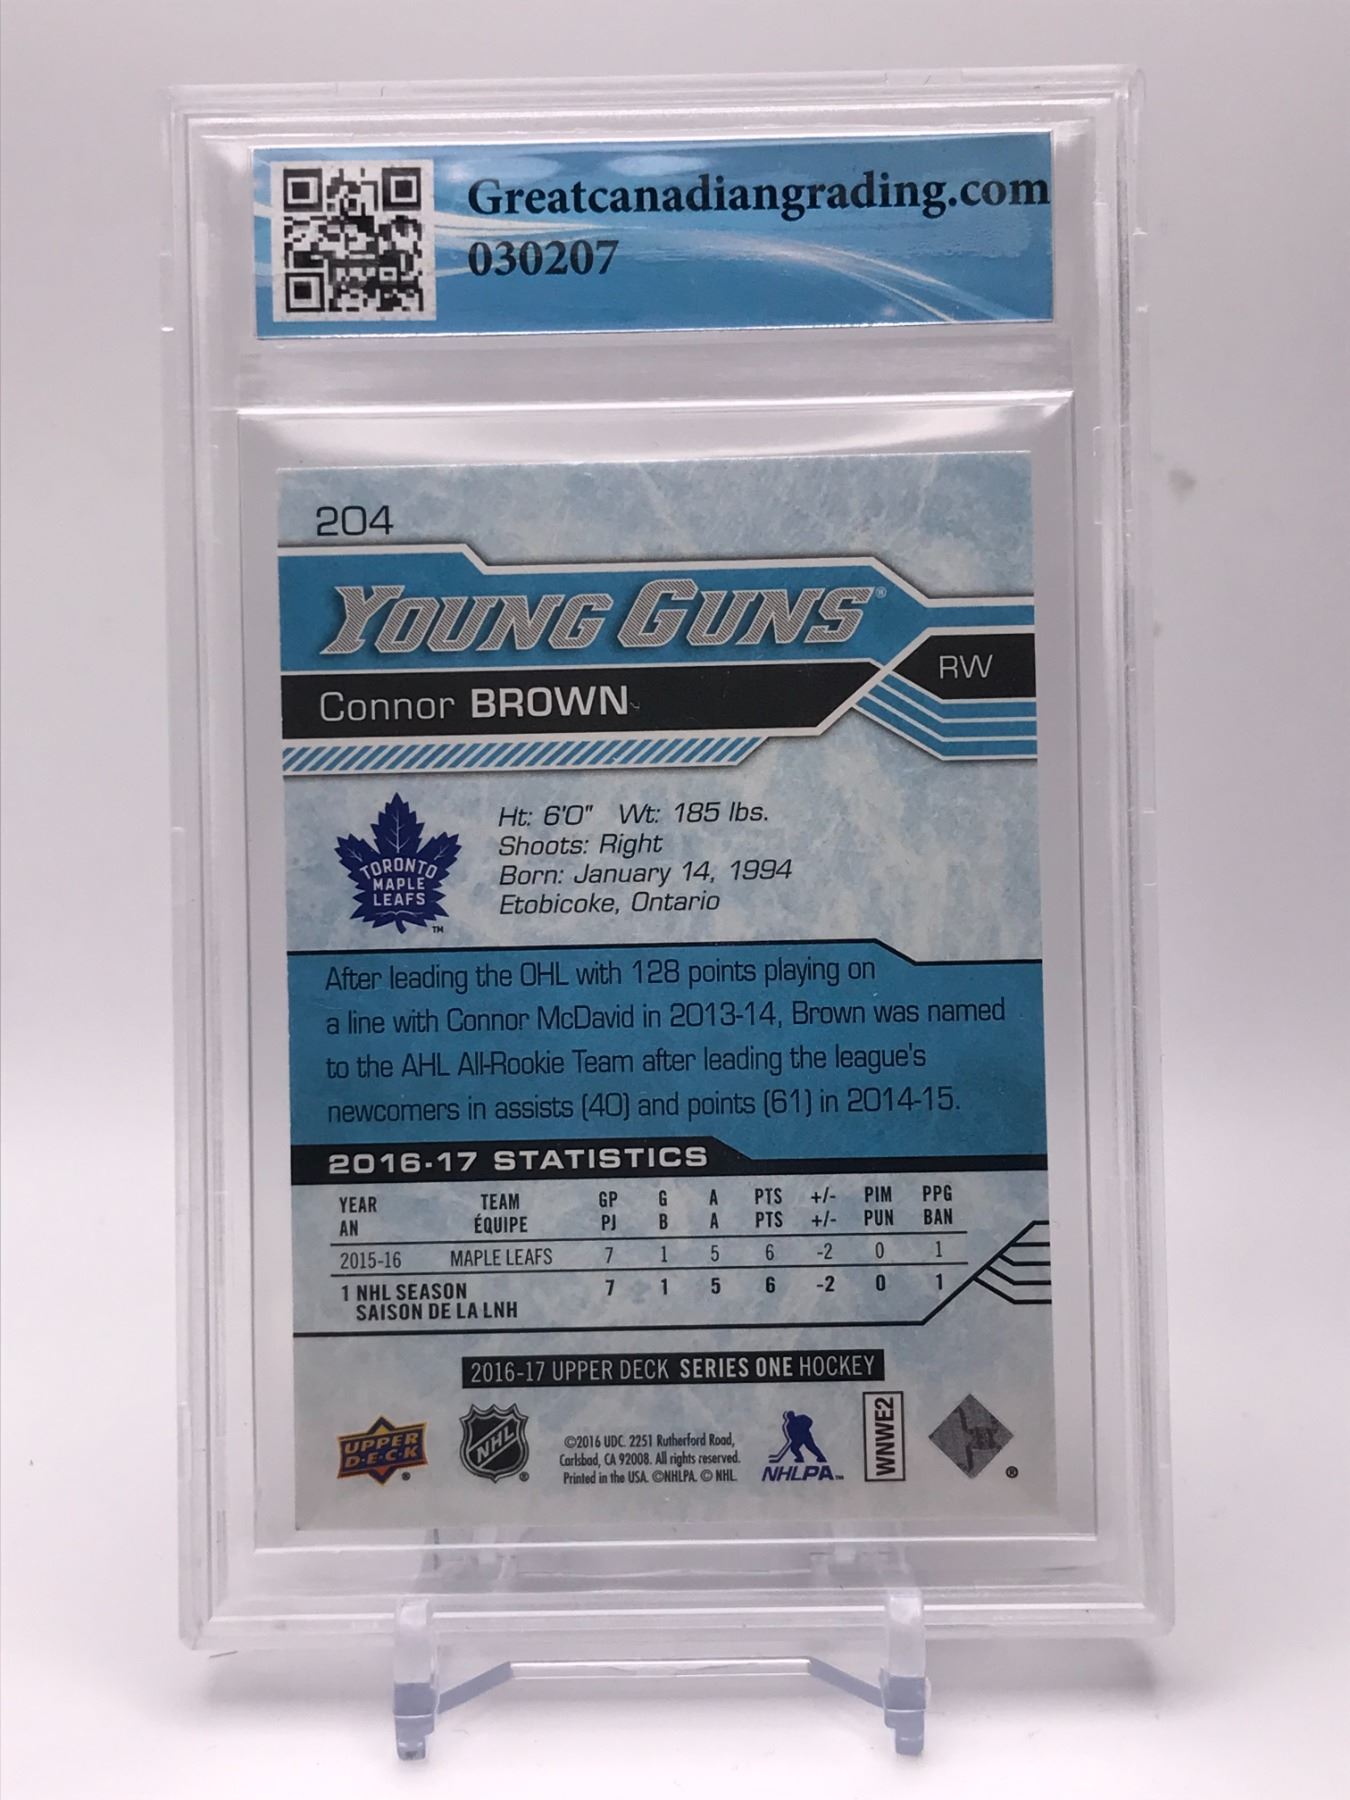 Greatcanadiangrading.com
030207
204
YOUNG GUNS®
RW
Connor BROWN
TORONTO
MAPLE
LEAFS
TM
Ht: 6'0" Wt: 185 lbs.
Shoots: Right
Born: January 14, 1994
Etobicoke, Ontario
After leading the OHL with 128 points playing on
a line with Connor McDavid in 2013-14, Brown was named
to the AHL All-Rookie Team after leading the league's
newcomers in assists (40) and points (61) in 2014-15.
2016-17 STATISTICS
YEAR TEAM GP G A PTS +/- PIM PPG
AN ÉQUIPE PJ B A PTS +/- PUN BAN
2015-16 MAPLE LEAFS 7 1 5 6 -2 0 1
1 NHL SEASON 7 1 5 6 -2 0 1
SAISON DE LA LNH
2016-17 UPPER DECK SERIES ONE HOCKEY
UPPER
D·E·C·K
®
NHL
®
©2016 UDC. 2251 Rutherford Road,
Carlsbad, CA 92008. All rights reserved.
Printed in the USA. ©NHLPA. © NHL.
NHLPA™
WNWE2
®